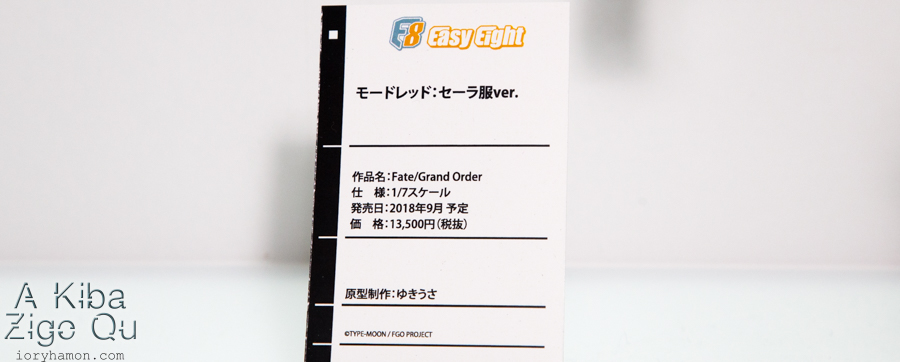 E8 Easy Eight
モードレッド：セーラ服ver.
作品名：Fate/Grand Order
仕　様：1/7スケール
発売日：2018年9月 予定
価　格：13,500円（税抜）
原型制作：ゆきうさ
©TYPE-MOON / FGO PROJECT
A Kiba
Zigo Qu
ioryhamon.com